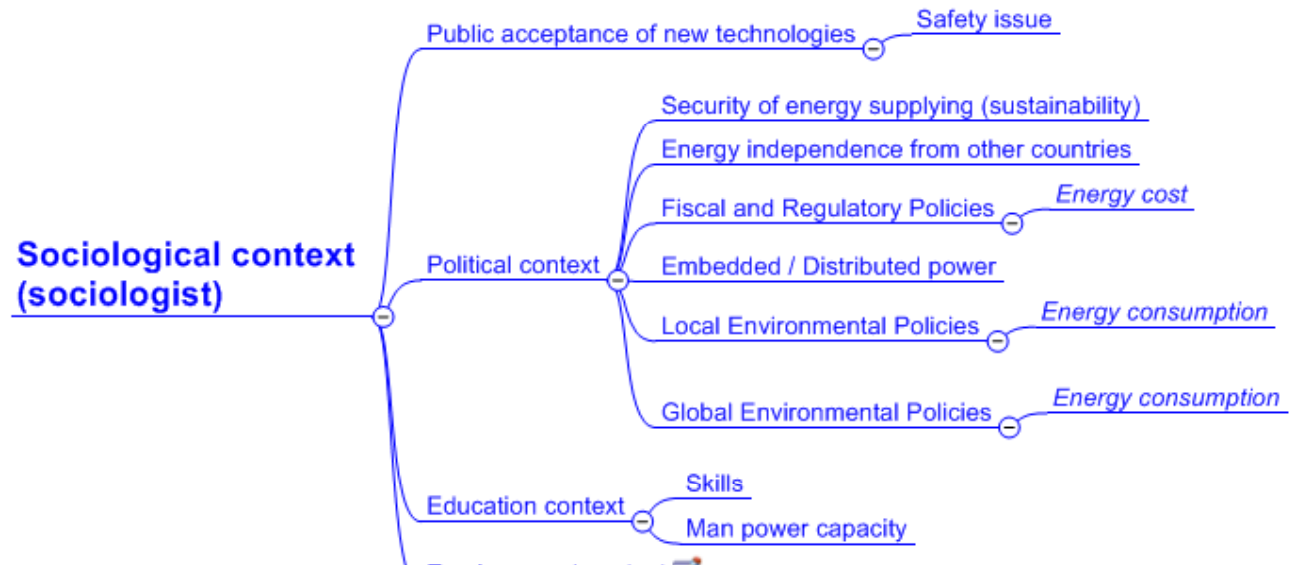 Safety issue
Public acceptance of new technologies
Security of energy supplying (sustainability)
Energy independence from other countries
Energy cost
Fiscal and Regulatory Policies
Sociological context
(sociologist)
Political context
Embedded / Distributed power
Energy consumption
Local Environmental Policies
Energy consumption
Global Environmental Policies
Skills
Education context
Man power capacity